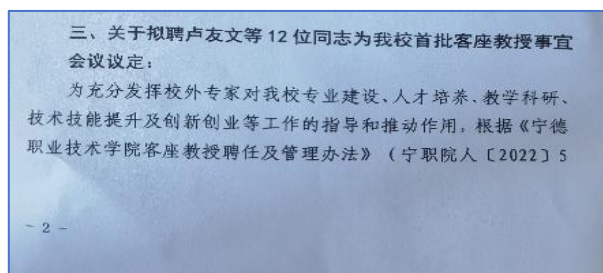 三、关于拟聘卢友文等12位同志为我校首批客座教授事宜
会议议定：
为充分发挥校外专家对我校专业建设、人才培养、教学科研、
技术技能提升及创新创业等工作的指导和推动作用，根据《宁德
职业技术学院客座教授聘任及管理办法》（宁职院人〔2022〕5
- 2 -